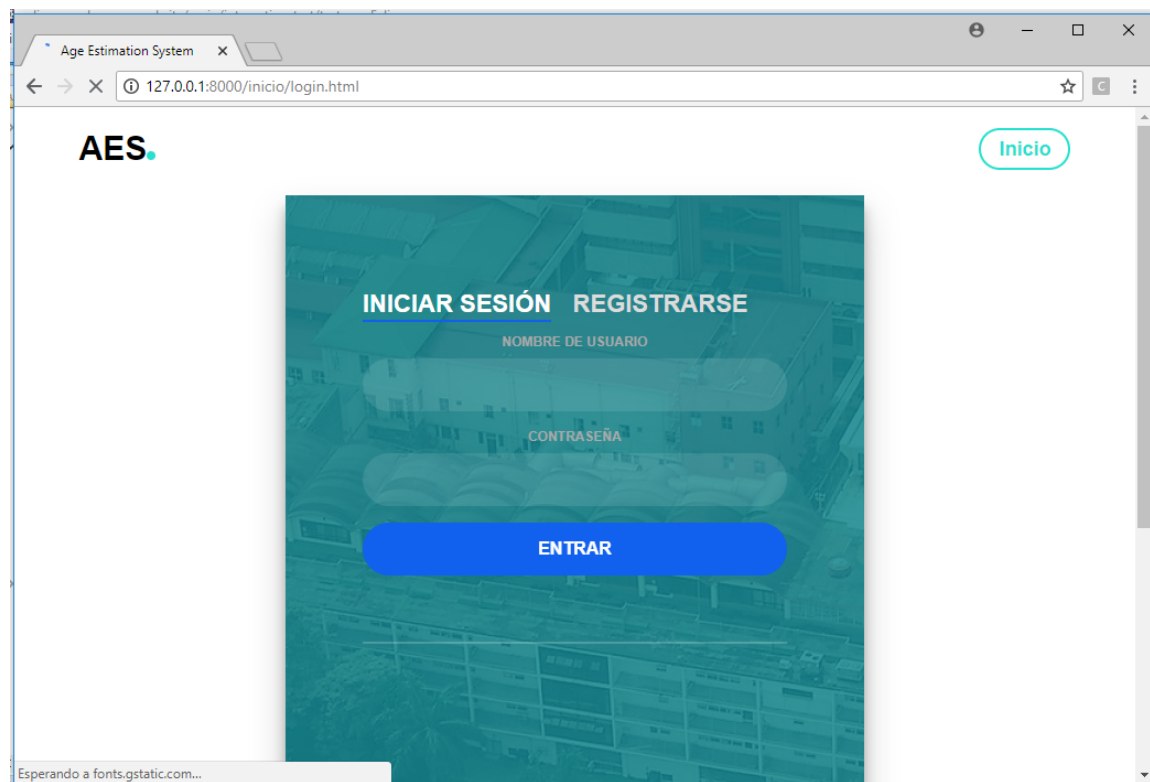 Age Estimation System
127.0.0.1:8000/inicio/login.html
C
AES.
Inicio
INICIAR SESIÓN REGISTRARSE
NOMBRE DE USUARIO
CONTRASEÑA
ENTRAR
Esperando a fonts.gstatic.com...